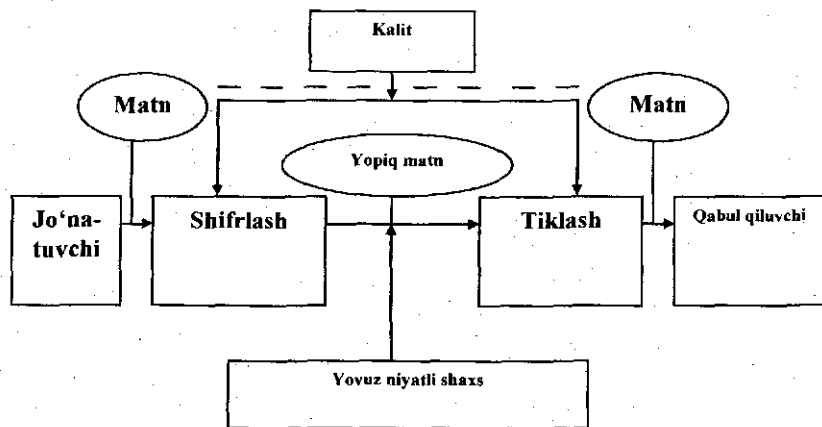 Kalit
Matn
Matn
Yopiq matn
Jo‘na-
tuvchi
Shifrlash
Tiklash
Qabul qiluvchi
Yovuz niyatli shaxs